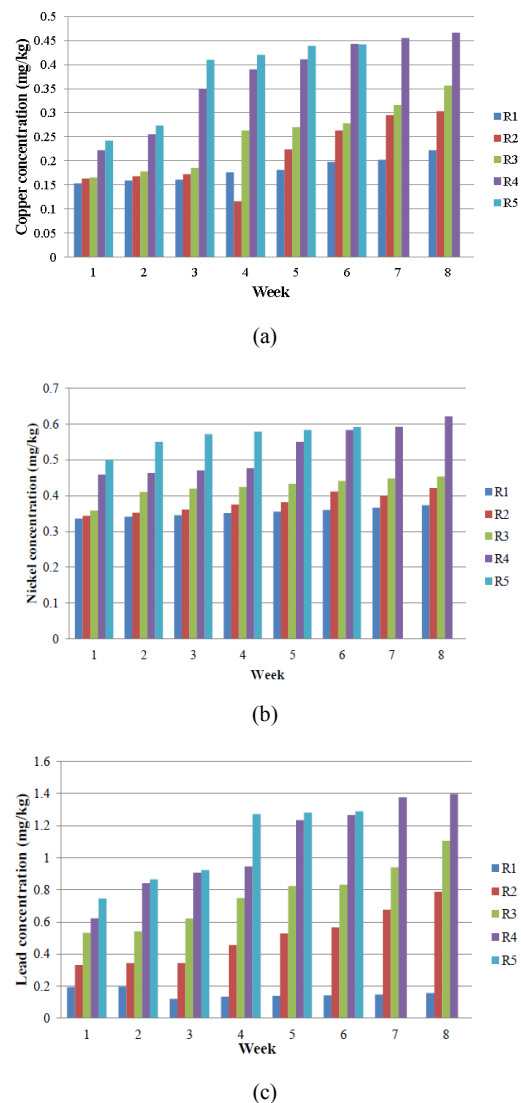 Copper concentration (mg/kg)
0.5
0.45
0.4
0.35
0.3
0.25
0.2
0.15
0.1
0.05
0
1 2 3 4 5 6 7 8
Week
R1
R2
R3
R4
R5
(a)
Nickel concentration (mg/kg)
0.7
0.6
0.5
0.4
0.3
0.2
0.1
0
1 2 3 4 5 6 7 8
Week
R1
R2
R3
R4
R5
(b)
Lead concentration (mg/kg)
1.6
1.4
1.2
1
0.8
0.6
0.4
0.2
0
1 2 3 4 5 6 7 8
Week
R1
R2
R3
R4
R5
(c)